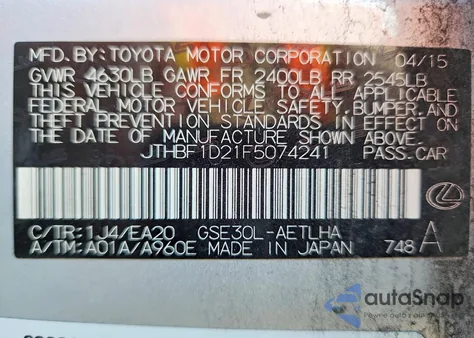 MFD. BY: TOYOTA MOTOR CORPORATION 04/15
GVWR 4630LB GAWR FR 2400LB RR 2545LB
THIS VEHICLE CONFORMS TO ALL APPLICABLE
FEDERAL MOTOR VEHICLE SAFETY, BUMPER, AND
THEFT PREVENTION STANDARDS IN EFFECT ON
THE DATE OF MANUFACTURE SHOWN ABOVE.
JTHBF1D21F5074241 PASS.CAR
C/TR: 1J4/EA20 GSE30L-AETLHA
A/TM: A01A/A960E MADE IN JAPAN 748 A
autoSnap